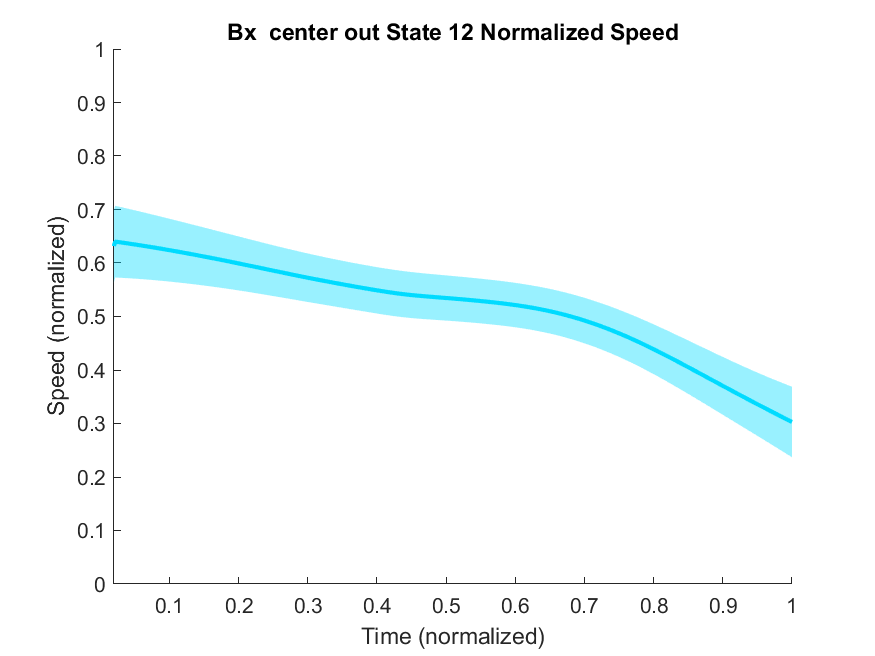 Bx  center out State 12 Normalized Speed
1
0.9
0.8
0.7
0.6
0.5
0.4
0.3
0.2
0.1
0
Speed (normalized)
0.1 0.2 0.3 0.4 0.5 0.6 0.7 0.8 0.9 1
Time (normalized)